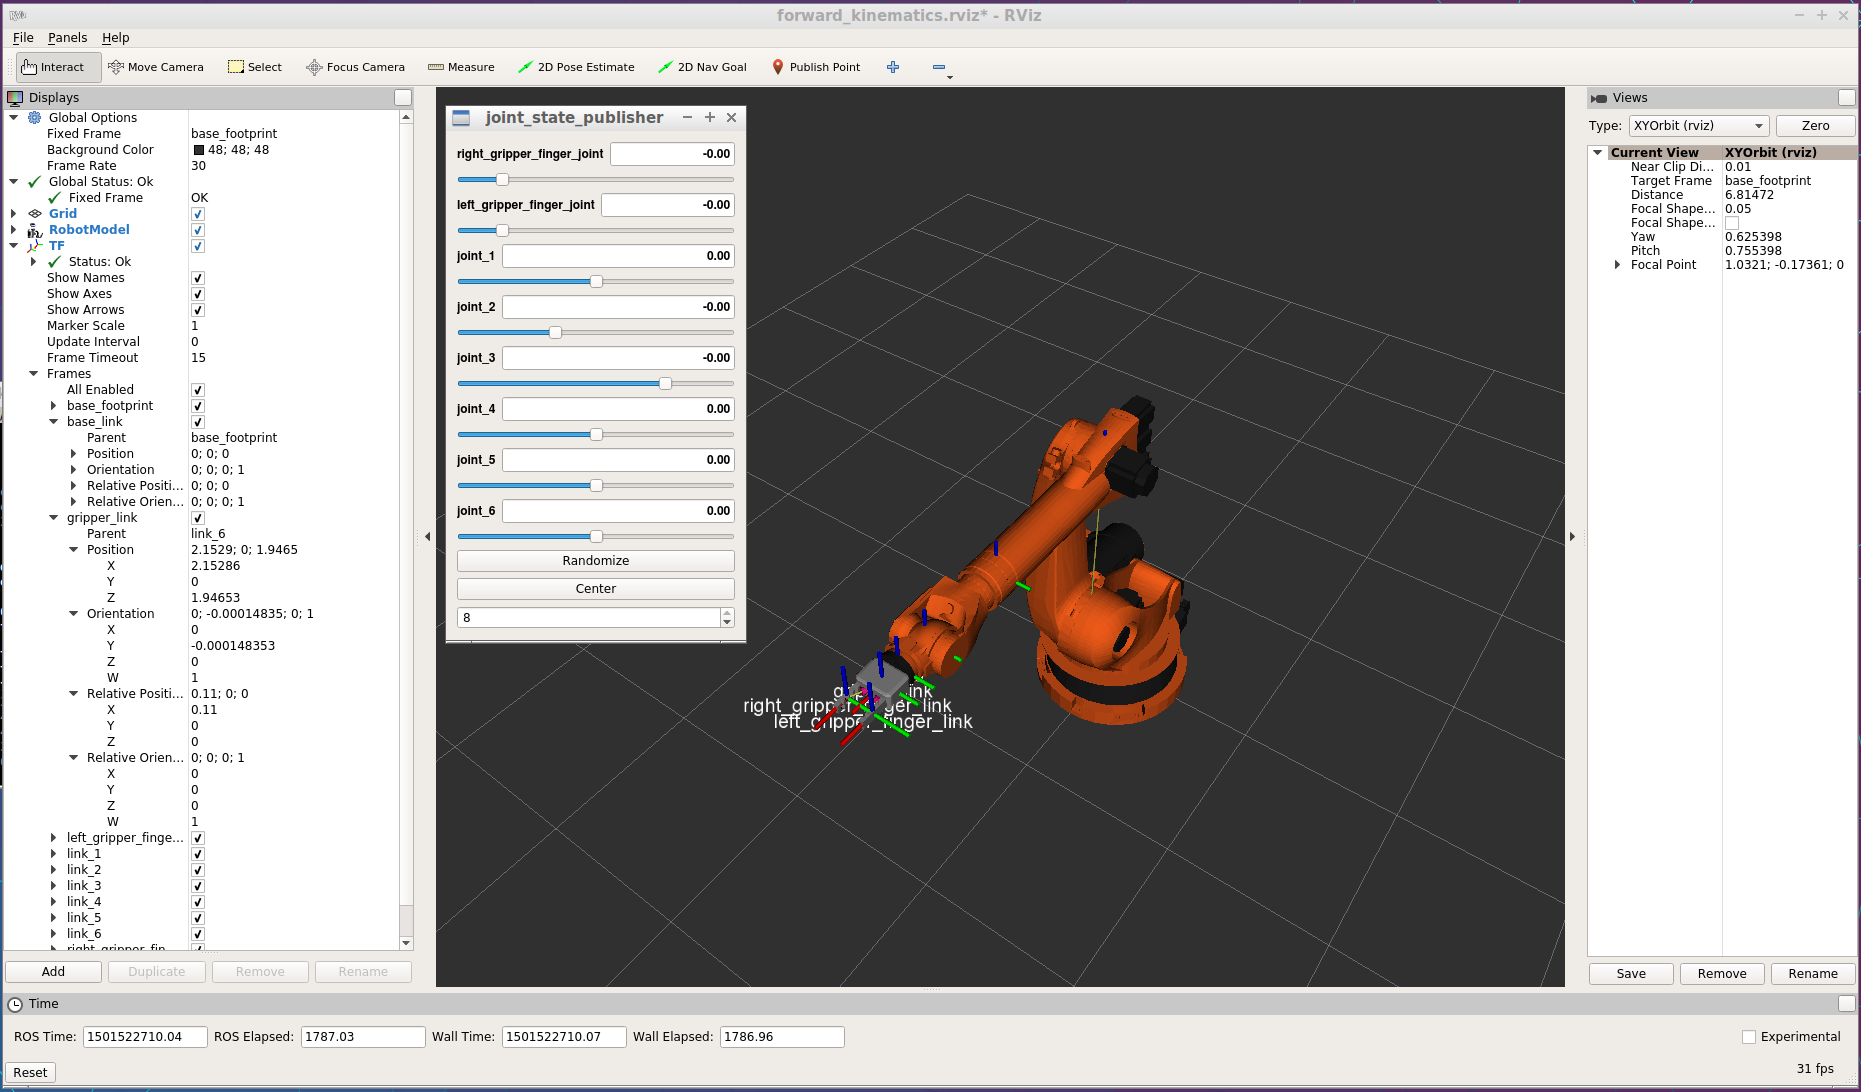 forward_kinematics.rviz* - RViz
File Panels Help
Interact Move Camera Select Focus Camera Measure 2D Pose Estimate 2D Nav Goal Publish Point
Displays
Global Options
Fixed Frame base_footprint
Background Color 48; 48; 48
Frame Rate 30
Global Status: Ok
Fixed Frame OK
Grid
RobotModel
TF
Status: Ok
Show Names
Show Axes
Show Arrows
Marker Scale 1
Update Interval 0
Frame Timeout 15
Frames
All Enabled
base_footprint
base_link
Parent base_footprint
Position 0; 0; 0
Orientation 0; 0; 0; 1
Relative Positi... 0; 0; 0
Relative Orien... 0; 0; 0; 1
gripper_link
Parent link_6
Position 2.1529; 0; 1.9465
X 2.15286
Y 0
Z 1.94653
Orientation 0; -0.00014835; 0; 1
X 0
Y -0.000148353
Z 0
W 1
Relative Positi... 0.11; 0; 0
X 0.11
Y 0
Z 0
Relative Orien... 0; 0; 0; 1
X 0
Y 0
Z 0
W 1
left_gripper_finge...
link_1
link_2
link_3
link_4
link_5
link_6
right_gripper_fin
Add Duplicate Remove Rename
joint_state_publisher
right_gripper_finger_joint -0.00
left_gripper_finger_joint -0.00
joint_1 0.00
joint_2 -0.00
joint_3 -0.00
joint_4 0.00
joint_5 0.00
joint_6 0.00
Randomize
Center
8
right_gripper_finger_link
left_gripper_finger_link
Views
Type: XYOrbit (rviz) Zero
Current View XYOrbit (rviz)
Near Clip Di... 0.01
Target Frame base_footprint
Distance 6.81472
Focal Shape... 0.05
Focal Shape...
Yaw 0.625398
Pitch 0.755398
Focal Point 1.0321; -0.17361; 0
Save Remove Rename
Time
ROS Time: 1501522710.04 ROS Elapsed: 1787.03 Wall Time: 1501522710.07 Wall Elapsed: 1786.96 Experimental
Reset 31 fps